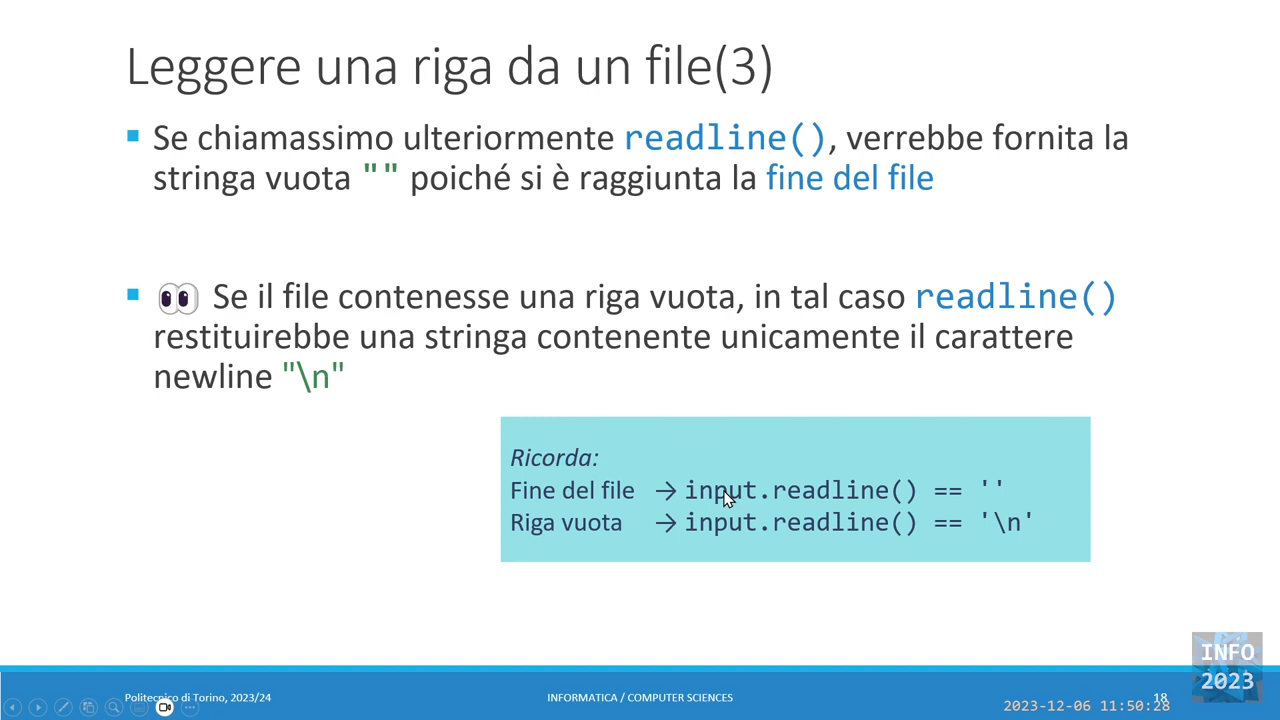 Leggere una riga da un file(3)
Se chiamassimo ulteriormente readline(), verrebbe fornita la
stringa vuota "" poiché si è raggiunta la fine del file
👀 Se il file contenesse una riga vuota, in tal caso readline()
restituirebbe una stringa contenente unicamente il carattere
newline "\n"
Ricorda:
Fine del file → input.readline() == ''
Riga vuota → input.readline() == '\n'
INFO
2023
Politecnico di Torino, 2023/24
INFORMATICA / COMPUTER SCIENCES
18
2023-12-06 11:50:28